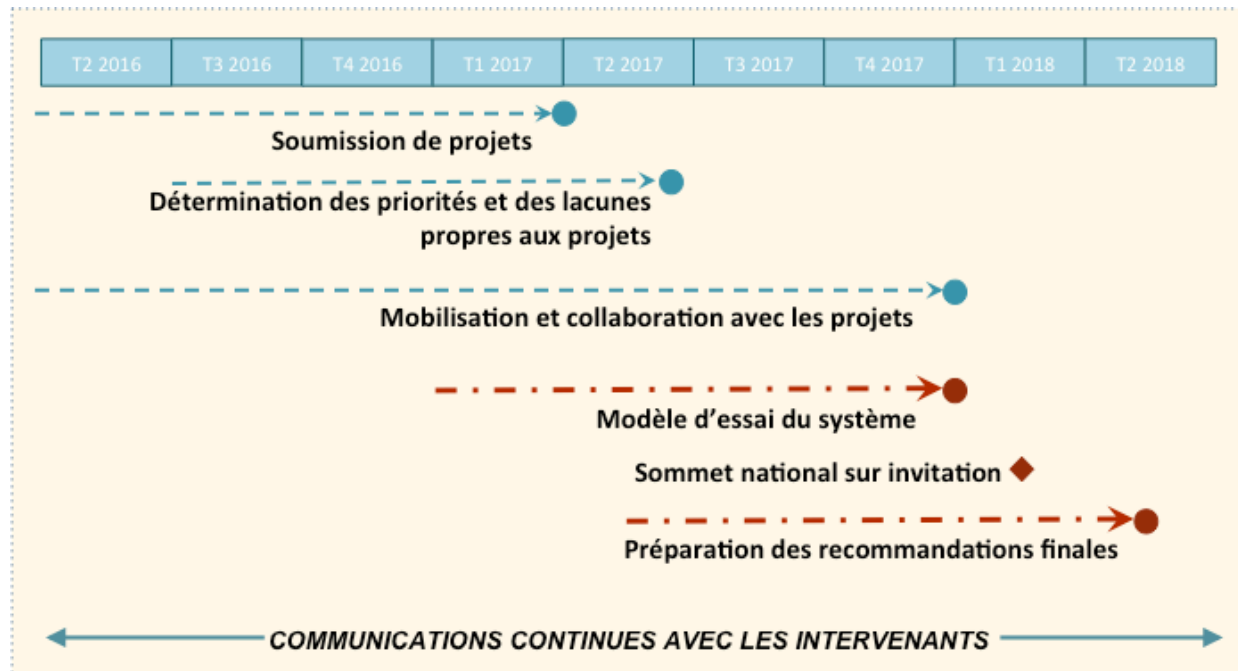 T2 2016 T3 2016 T4 2016 T1 2017 T2 2017 T3 2017 T4 2017 T1 2018 T2 2018
Soumission de projets
Détermination des priorités et des lacunes
propres aux projets
Mobilisation et collaboration avec les projets
Modèle d’essai du système
Sommet national sur invitation
Préparation des recommandations finales
COMMUNICATIONS CONTINUES AVEC LES INTERVENANTS